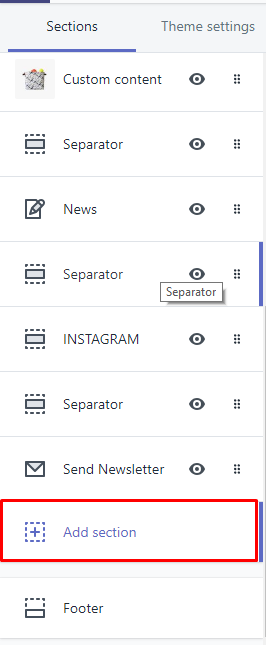 Sections
Theme settings
Custom content
Separator
News
Separator
Separator
INSTAGRAM
Separator
Send Newsletter
Add section
Footer